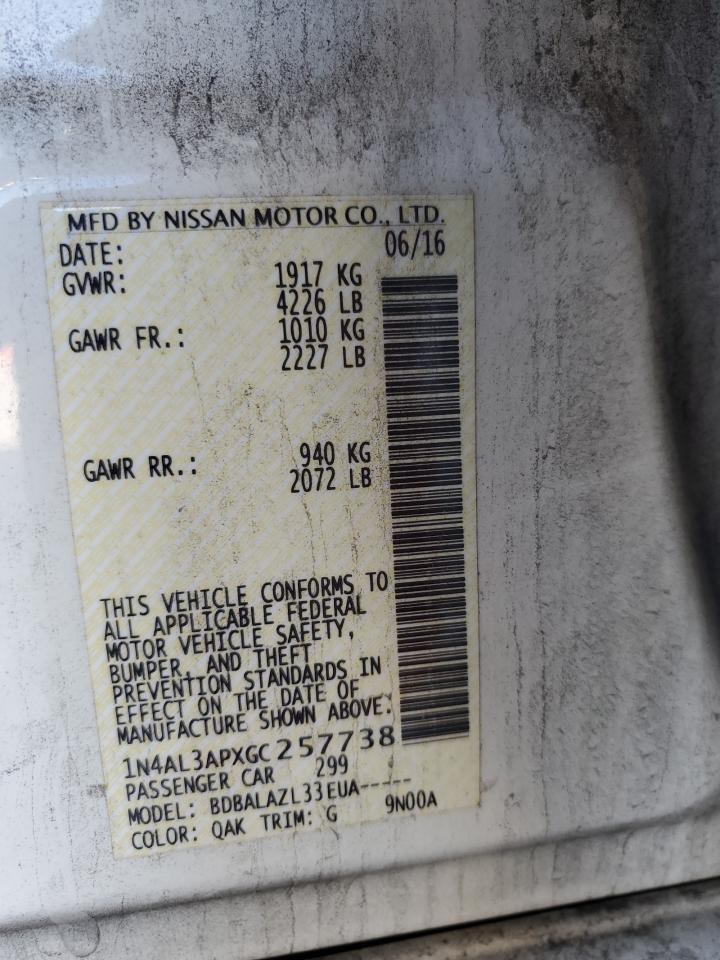 MFD BY NISSAN MOTOR CO., LTD.
DATE: 06/16
GVWR: 1917 KG
4226 LB
GAWR FR.: 1010 KG
2227 LB
GAWR RR.: 940 KG
2072 LB
THIS VEHICLE CONFORMS TO
ALL APPLICABLE FEDERAL
MOTOR VEHICLE SAFETY,
BUMPER, AND THEFT
PREVENTION STANDARDS IN
EFFECT ON THE DATE OF
MANUFACTURE SHOWN ABOVE.
1N4AL3APXGC257738
PASSENGER CAR 299
MODEL: BDBALAZL33EUA-----
COLOR: QAK TRIM: G 9N00A